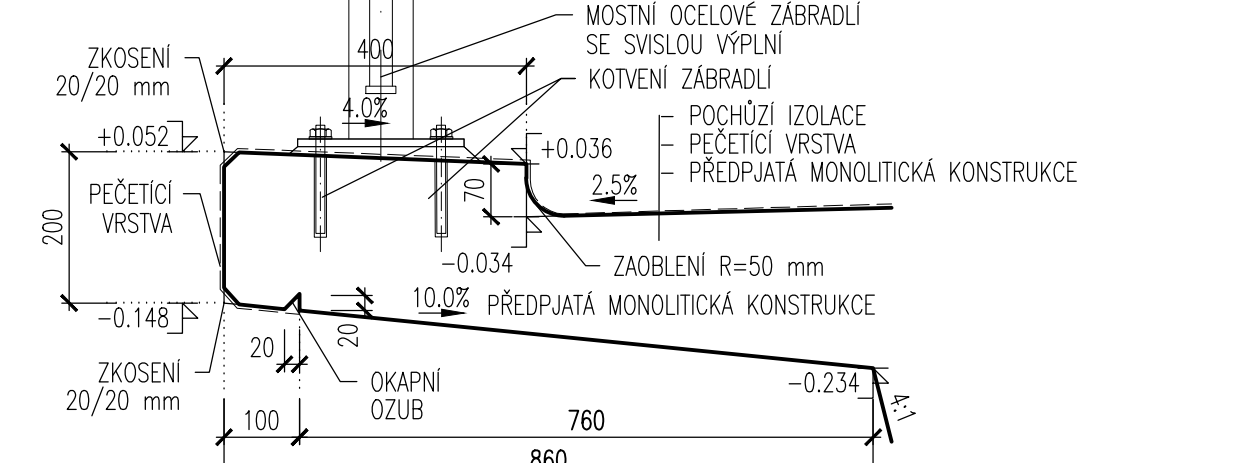 MOSTNÍ OCELOVÉ ZÁBRADLÍ
SE SVISLOU VÝPLNÍ
400
ZKOSENÍ
20/20 mm
KOTVENÍ ZÁBRADLÍ
4.0%
POCHŮZÍ IZOLACE
PEČETÍCÍ VRSTVA
PŘEDPJATÁ MONOLITICKÁ KONSTRUKCE
+0.052
+0.036
2.5%
70
PEČETÍCÍ
VRSTVA
200
-0.034
ZAOBLENÍ R=50 mm
10.0%
PŘEDPJATÁ MONOLITICKÁ KONSTRUKCE
-0.148
20
20
ZKOSENÍ
20/20 mm
OKAPNÍ
OZUB
-0.234
4:1
100
760
860